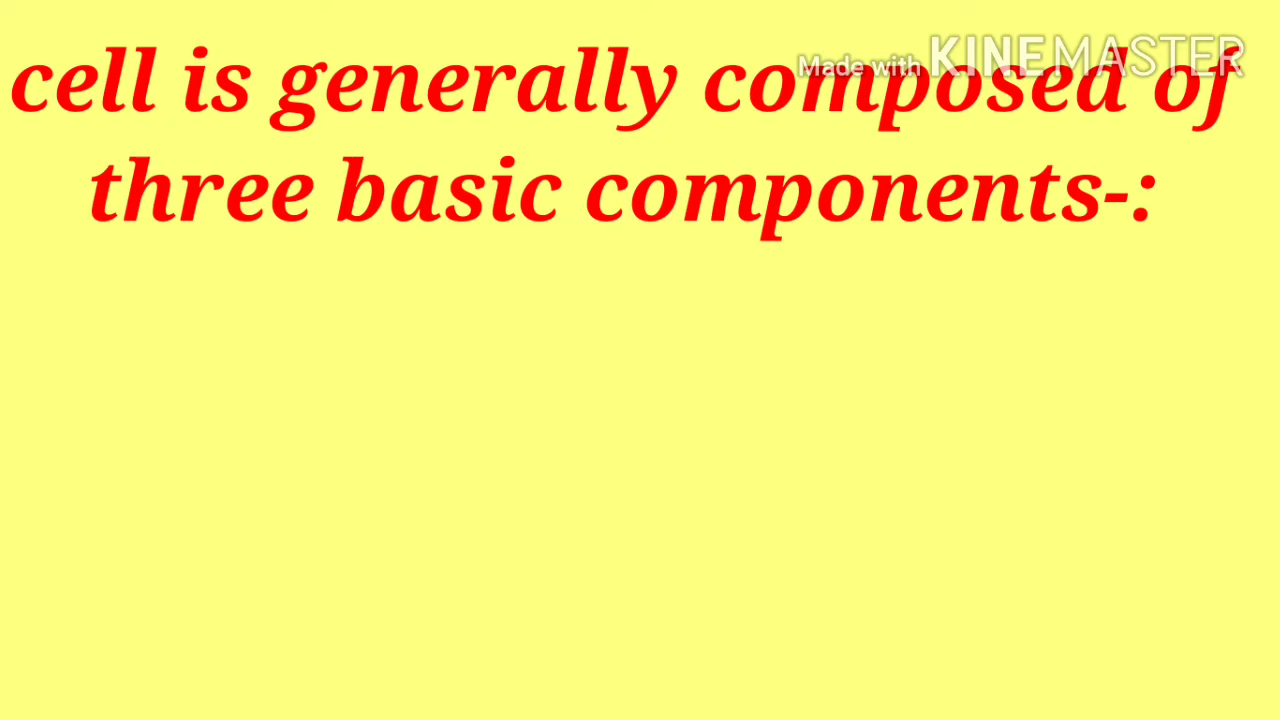 Made with KINEMASTER
cell is generally composed of
three basic components-: